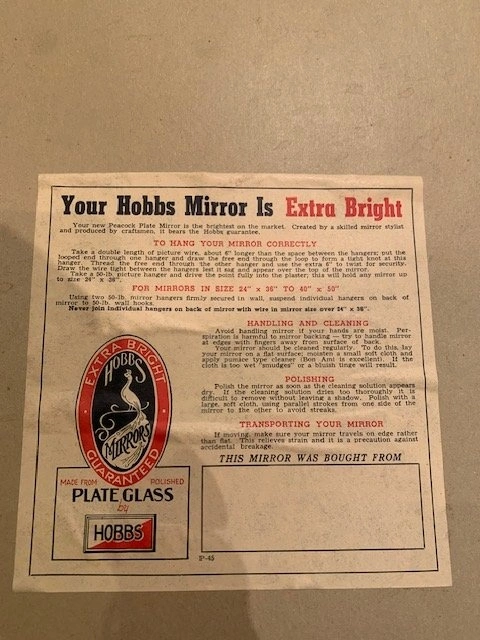 Your Hobbs Mirror Is Extra Bright
Your new Peacock Plate Mirror is the brightest on the market. Created by a skilled mirror stylist
and produced by craftsmen, it bears the Hobbs guarantee.
TO HANG YOUR MIRROR CORRECTLY
Take a double length of picture wire, about 6" longer than the space between the hangers; put the
looped end through one hanger and draw the free end through the loop to form a tight knot at this
hanger. Thread the free end through the other hanger and use the extra 6" to twist for security.
Draw the wire tight between the hangers lest it sag and appear over the top of the mirror.
Take a 50-lb. picture hanger and drive the point fully into the plaster; this will hold any mirror up
to size 24" x 36".
FOR MIRRORS IN SIZE 24" x 36" TO 40" x 50"
Using two 50-lb. mirror hangers firmly secured in wall, suspend individual hangers on back of
mirror to 50-lb. wall hooks.
Never join individual hangers on back of mirror with wire in mirror size over 24" x 36".
HANDLING AND CLEANING
Avoid handling mirror if your hands are moist. Per-
spiration is harmful to mirror backing — try to handle mirror
at edges with fingers away from surface of back.
Your mirror should be cleaned regularly. To do this, lay
your mirror on a flat surface; moisten a small soft cloth and
apply pumice type cleaner (Bon Ami is excellent). If the
cloth is too wet "smudges" or a bluish tinge will result.
POLISHING
Polish the mirror as soon as the cleaning solution appears
dry. If the cleaning solution dries too thoroughly it is
difficult to remove without leaving a shadow. Polish with a
large, soft cloth, using parallel strokes from one side of the
mirror to the other to avoid streaks.
TRANSPORTING YOUR MIRROR
If moving, make sure your mirror travels on edge rather
than flat. This relieves strain and it is a precaution against
accidental breakage.
THIS MIRROR WAS BOUGHT FROM
EXTRA BRIGHT
HOBBS
MIRRORS
GUARANTEED
MADE FROM POLISHED
PLATE GLASS
by
HOBBS
P-45